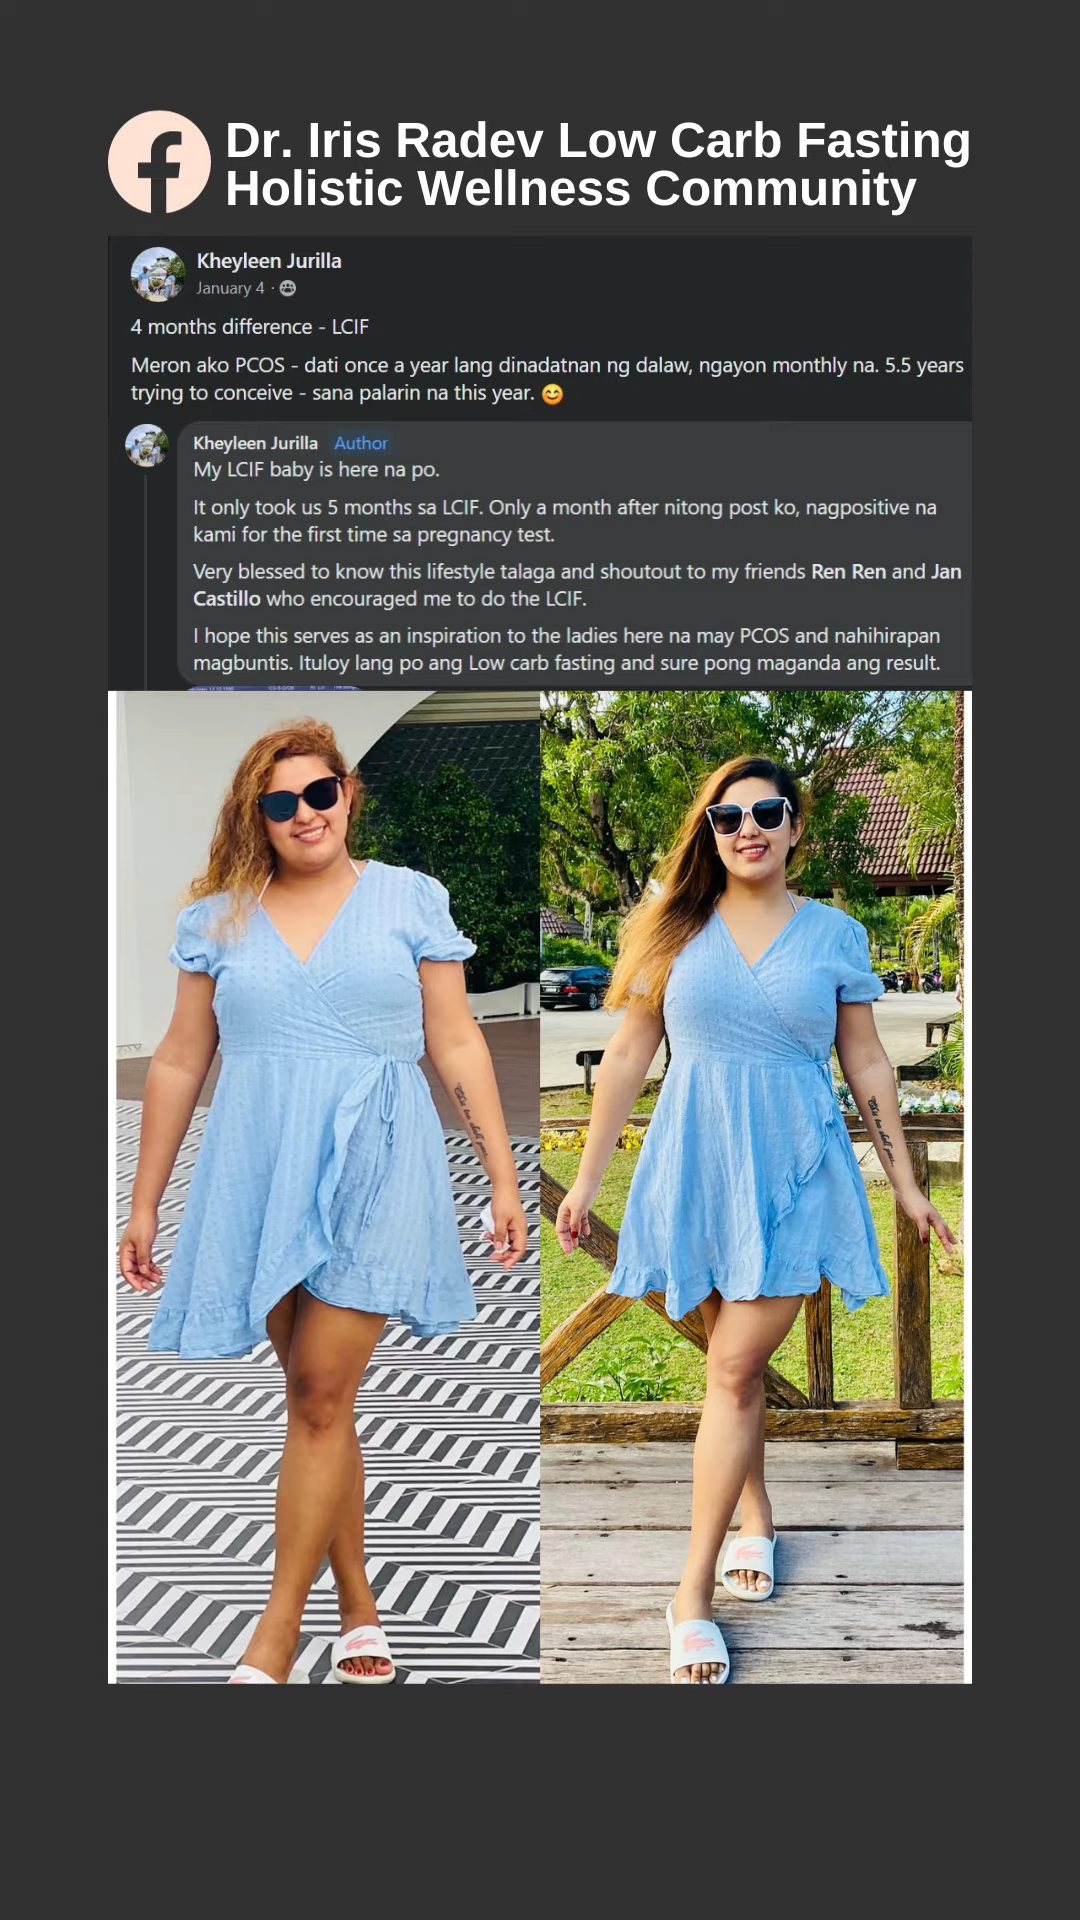 Dr. Iris Radev Low Carb Fasting
Holistic Wellness Community
Kheyleen Jurilla
January 4 ·
4 months difference - LCIF
Meron ako PCOS - dati once a year lang dinadatnan ng dalaw, ngayon monthly na. 5.5 years
trying to conceive - sana palarin na this year. 😊
Kheyleen Jurilla Author
My LCIF baby is here na po.
It only took us 5 months sa LCIF. Only a month after nitong post ko, nagpositive na
kami for the first time sa pregnancy test.
Very blessed to know this lifestyle talaga and shoutout to my friends Ren Ren and Jan
Castillo who encouraged me to do the LCIF.
I hope this serves as an inspiration to the ladies here na may PCOS and nahihirapan
magbuntis. Ituloy lang po ang Low carb fasting and sure pong maganda ang result.